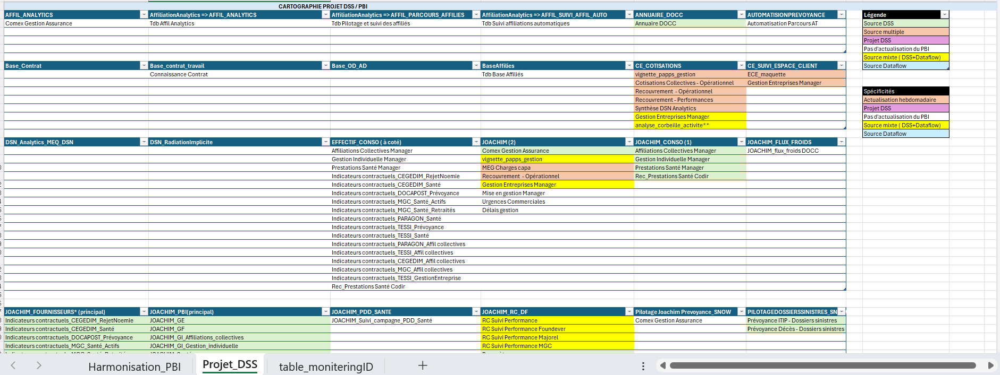 CARTOGRAPHIE PROJET DSS / PBI
AFFIL_ANALYTICS AffiliationAnalytics => AFFIL_ANALYTICS AffiliationAnalytics => AFFIL_PARCOURS_AFFILIES AffiliationAnalytics => AFFIL_SUIVI_AFFIL_AUTO ANNUAIRE_DOCC AUTOMATISIONPREVOYANCE Légende
Comex Gestion Assurance Tdb Affil Analytics Tdb Pilotage et suivi des affiliés Tdb Suivi affiliations automatiques Annuaire DOCC Automatisation Parcours AT Source DSS
Source multiple
Projet DSS
Pas d'actualisation du PBI
Source mixte ( DSS+Dataflow)
Base_Contrat Base_contrat_travail Base_OD_AD BaseAffilies CE_COTISATIONS CE_SUIVI_ESPACE_CLIENT Source Dataflow
Connaissance Contrat Tdb Base Affiliés vignette_papps_gestion ECE_maquette
Cotisations Collectives - Opérationnel Gestion Entreprises Manager
Recouvrement - Opérationnel Spécificités
Recouvrement - Performances Actualisation hebdomadaire
Synthèse DSN Analytics Projet DSS
Gestion Entreprises Manager Pas d'actualisation du PBI
analyse_corbeille_activite** Source mixte ( DSS+Dataflow)
Source Dataflow
DSN_Analytics_MEQ_DSN DSN_RadiationImplicite EFFECTIF_CONSO ( à coté) JOACHIM (2) JOACHIM_CONSO (1) JOACHIM_FLUX_FROIDS
Affiliations Collectives Manager Comex Gestion Assurance Affiliations Collectives Manager JOACHIM_flux_froids DOCC
Gestion Individuelle Manager vignette_papps_gestion Gestion Individuelle Manager
Prestations Santé Manager MEG Charges capa Prestations Santé Manager
Indicateurs contractuels_CEGEDIM_RejetNoemie Recouvrement - Opérationnel Rec_Prestations Santé Codir
Indicateurs contractuels_CEGEDIM_Santé Gestion Entreprises Manager
Indicateurs contractuels_DOCAPOST_Prévoyance Mise en gestion Manager
Indicateurs contractuels_MGC_Santé_Actifs Urgences Commerciales
Indicateurs contractuels_MGC_Santé_Retraités Délais gestion
Indicateurs contractuels_PARAGON_Santé
Indicateurs contractuels_TESSI_Prévoyance
Indicateurs contractuels_TESSI_Santé
Indicateurs contractuels_PARAGON_Affil collectives
Indicateurs contractuels_TESSI_Affil collectives
Indicateurs contractuels_CEGEDIM_Affil collectives
Indicateurs contractuels_MGC_Affil collectives
Indicateurs contractuels_TESSI_GestionEntreprise
Rec_Prestations Santé Codir
JOACHIM_FOURNISSEURS* (principal) JOACHIM_PBI(principal) JOACHIM_PDD_SANTE JOACHIM_RC_DF Pilotage Joachim Prevoyance_SNOW PILOTAGEDOSSIERSSINISTRES_SN
Indicateurs contractuels_CEGEDIM_RejetNoemie JOACHIM_GE JOACHIM_Suivi_campagne_PDD_Santé RC Suivi Performance Comex Gestion Assurance Prévoyance ITIP - Dossiers sinistres
Indicateurs contractuels_CEGEDIM_Santé JOACHIM_GF RC Suivi Performance Foundever Prévoyance Décès - Dossiers sinistres
Indicateurs contractuels_DOCAPOST_Prévoyance JOACHIM_GI_Affiliations_collectives RC Suivi Performance Majorel
Indicateurs contractuels_MGC_Santé_Actifs JOACHIM_GI_Gestion_individuelle RC Suivi Performance MGC
Harmonisation_PBI Projet_DSS table_moniteringID